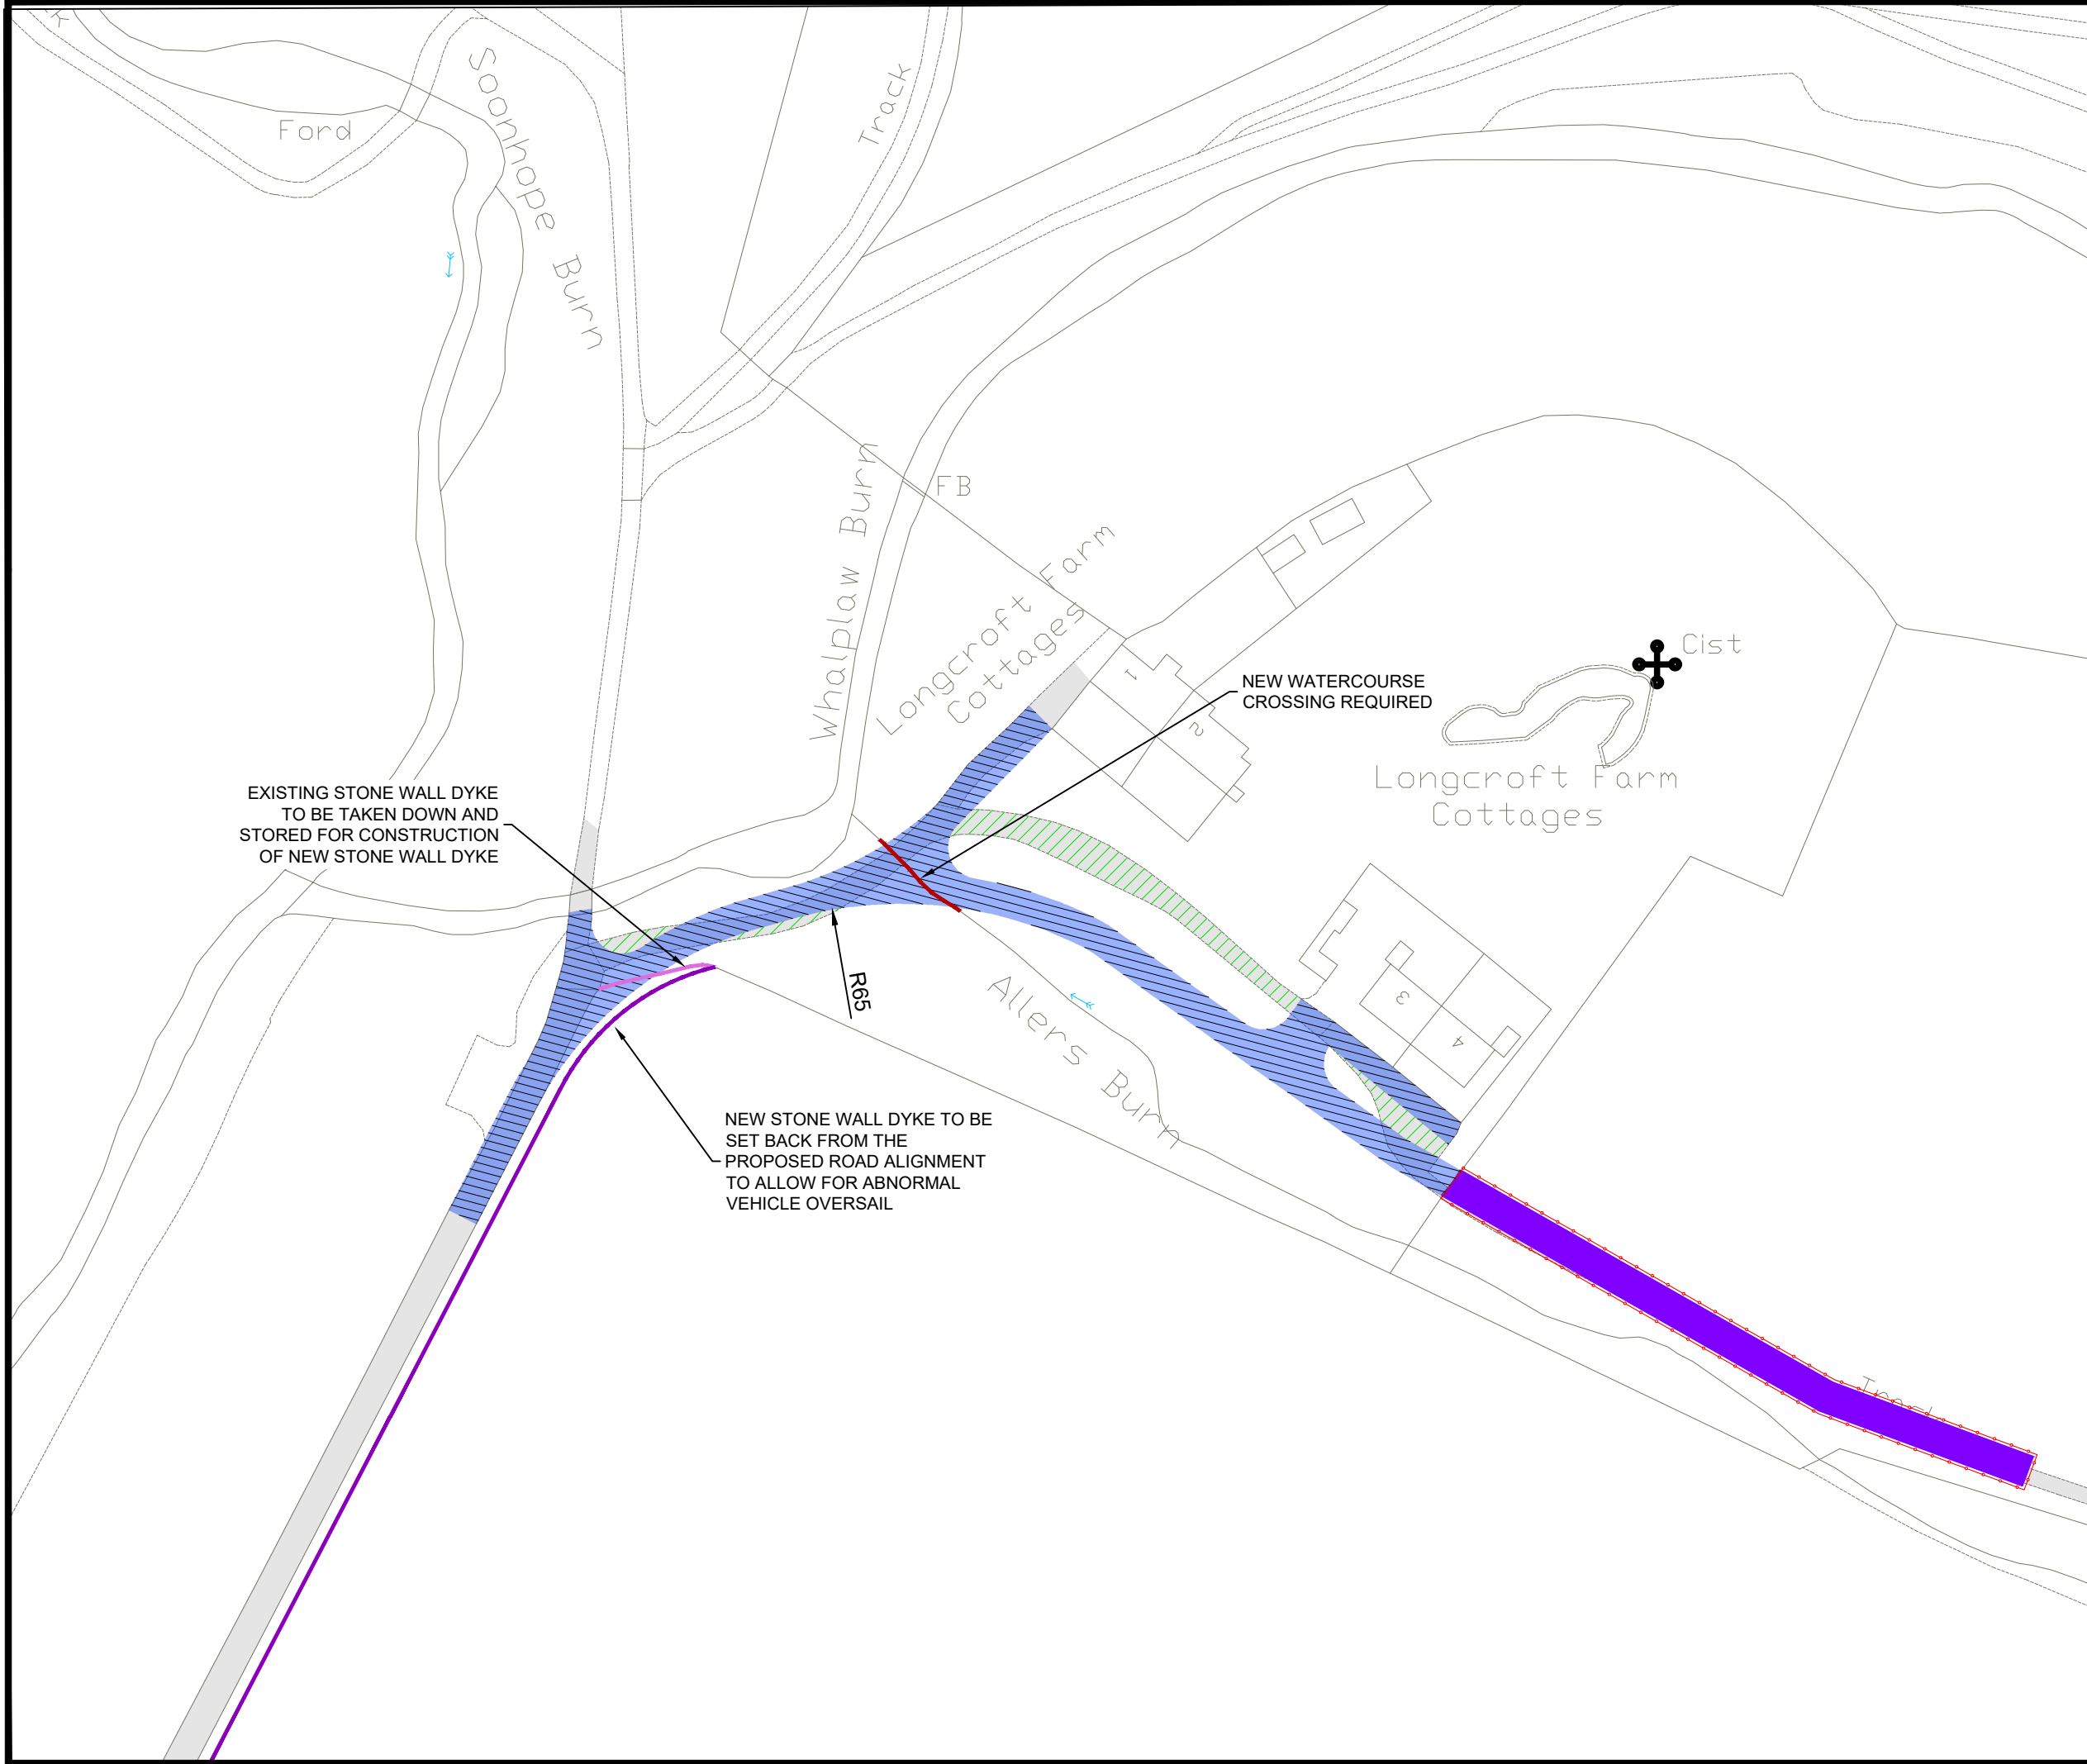 Ford
Scohlpe Burn
Track
FB
Whalplaw Burn
Longcroft Farm
Cottages
1
2
NEW WATERCOURSE
CROSSING REQUIRED
Cist
Longcroft Farm
Cottages
EXISTING STONE WALL DYKE
TO BE TAKEN DOWN AND
STORED FOR CONSTRUCTION
OF NEW STONE WALL DYKE
R65
Allers Burn
3
4
NEW STONE WALL DYKE TO BE
SET BACK FROM THE
PROPOSED ROAD ALIGNMENT
TO ALLOW FOR ABNORMAL
VEHICLE OVERSAIL